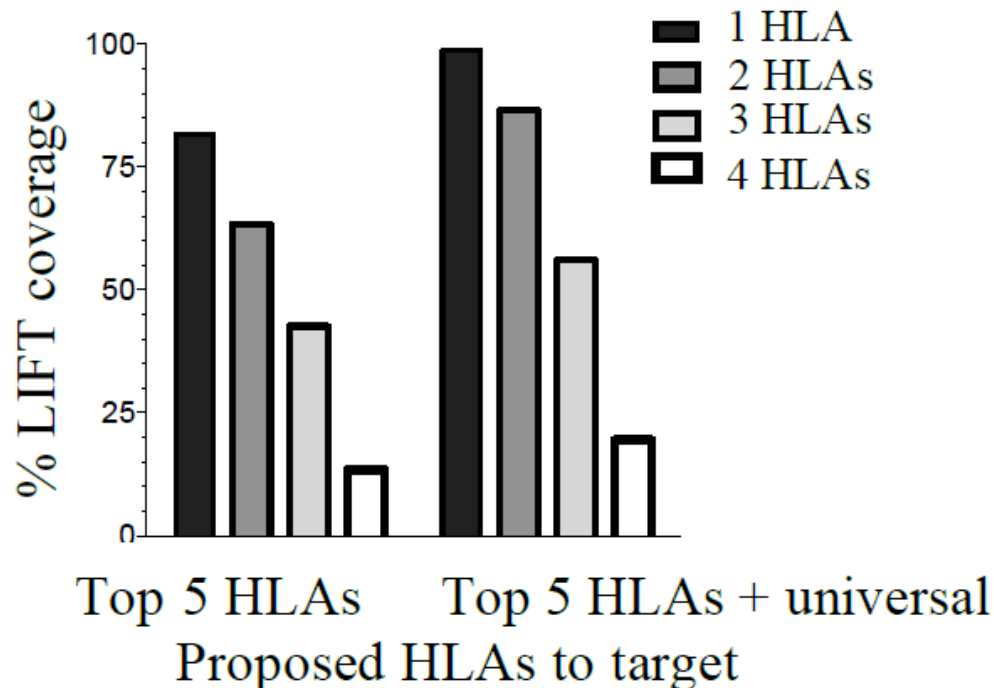 % LIFT coverage
100
75
50
25
0
1 HLA
2 HLAs
3 HLAs
4 HLAs
Top 5 HLAs
Top 5 HLAs + universal
Proposed HLAs to target